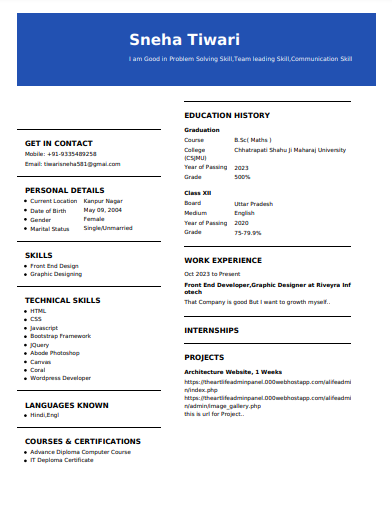 Sneha Tiwari
I am Good in Problem Solving Skill,Team leading Skill,Communication Skill
GET IN CONTACT
Mobile: +91-9335489258
Email: tiwarisneha581@gmai.com
PERSONAL DETAILS
Current Location Kanpur Nagar
Date of Birth May 09, 2004
Gender Female
Marital Status Single/Unmarried
SKILLS
Front End Design
Graphic Designing
TECHNICAL SKILLS
HTML
CSS
Javascript
Bootstrap Framework
JQuery
Abode Photoshop
Canvas
Coral
Wordpress Developer
LANGUAGES KNOWN
Hindi,Engl
COURSES & CERTIFICATIONS
Advance Diploma Computer Course
IT Deploma Certificate
EDUCATION HISTORY
Graduation
Course B.Sc( Maths )
College Chhatrapati Shahu Ji Maharaj University
(CSJMU)
Year of Passing 2023
Grade 500%
Class XII
Board Uttar Pradesh
Medium English
Year of Passing 2020
Grade 75-79.9%
WORK EXPERIENCE
Oct 2023 to Present
Front End Developer,Graphic Designer at Riveyra Inf
otech
That Company is good But I want to growth myself..
INTERNSHIPS
PROJECTS
Architecture Website, 1 Weeks
https://theartlifeadminpanel.000webhostapp.com/alifeadmi
n/index.php
https://theartlifeadminpanel.000webhostapp.com/alifeadmi
n/admin/image_gallery.php
this is url for Project..